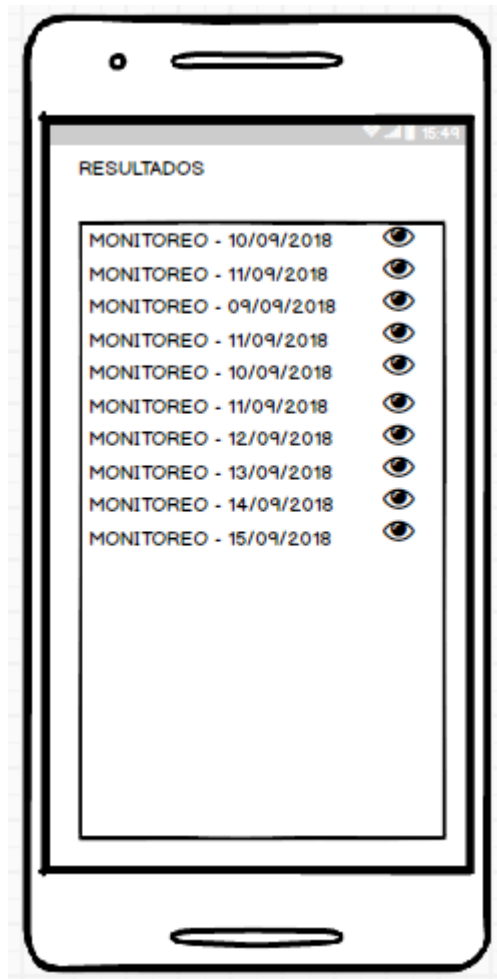 15:49
RESULTADOS
MONITOREO - 10/09/2018
MONITOREO - 11/09/2018
MONITOREO - 09/09/2018
MONITOREO - 11/09/2018
MONITOREO - 10/09/2018
MONITOREO - 11/09/2018
MONITOREO - 12/09/2018
MONITOREO - 13/09/2018
MONITOREO - 14/09/2018
MONITOREO - 15/09/2018